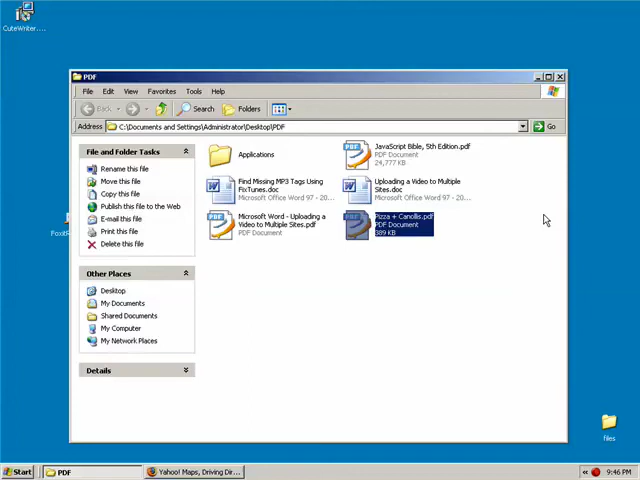 CuteWriter....
PDF
File Edit View Favorites Tools Help
Back Search Folders
Address C:\Documents and Settings\Administrator\Desktop\PDF Go
File and Folder Tasks
Rename this file
Move this file
Copy this file
Publish this file to the Web
E-mail this file
Print this file
Delete this file
Other Places
Desktop
My Documents
Shared Documents
My Computer
My Network Places
Details
Applications
JavaScript Bible, 5th Edition.pdf
PDF Document
24,777 KB
Find Missing MP3 Tags Using
FixTunes.doc
Microsoft Office Word 97 - 20...
Uploading a Video to Multiple
Sites.doc
Microsoft Office Word 97 - 20...
Microsoft Word - Uploading a
Video to Multiple Sites.pdf
PDF Document
Pizza + Canollis.pdf
PDF Document
389 KB
files
Start PDF Yahoo! Maps, Driving Dir... 9:46 PM